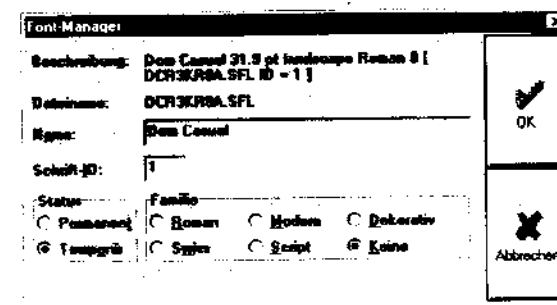 Font-Manager
Beschreibung: Dom Casual 31.9 pt landscape Roman 8 [
DCR3KR8A.SFL ID = 1 ]
Dateiname: DCR3KR8A.SFL
Name: Dom Casual
Schrift-ID: 1
Status
Permanent
Temporär
Familie
Roman Modern Dekorativ
Swiss Script Keine
OK
Abbrechen